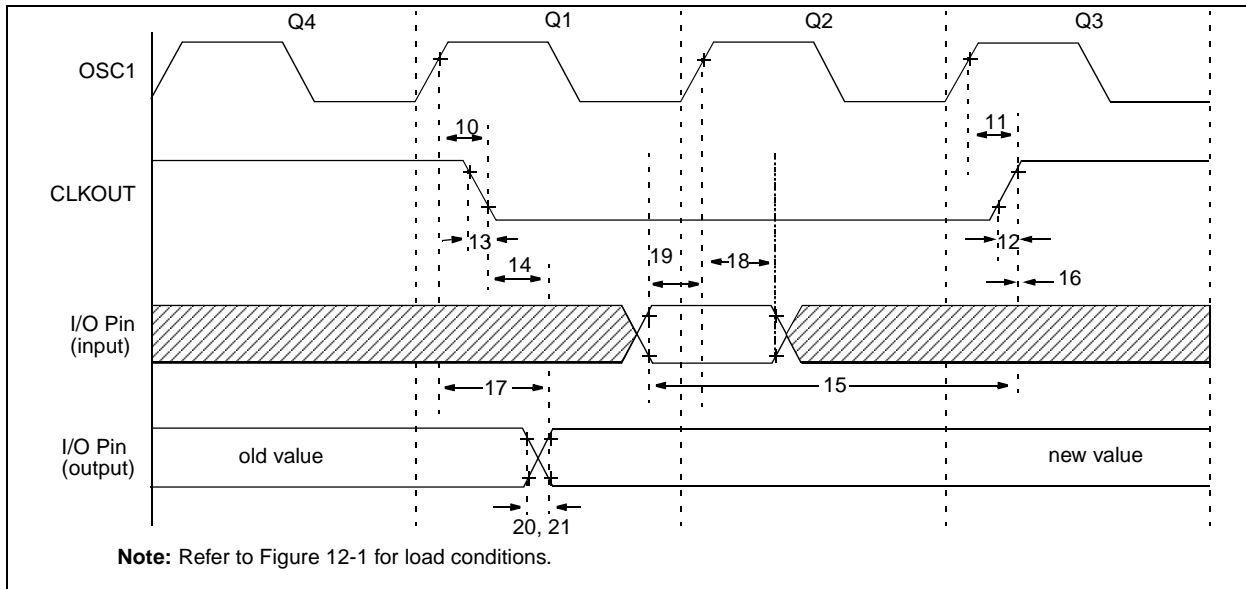 Q4 Q1 Q2 Q3
OSC1
10 11
CLKOUT
13 12
19 18
14
16
I/O Pin
(input)
17 15
I/O Pin
(output)
old value new value
20, 21
Note: Refer to Figure 12-1 for load conditions.